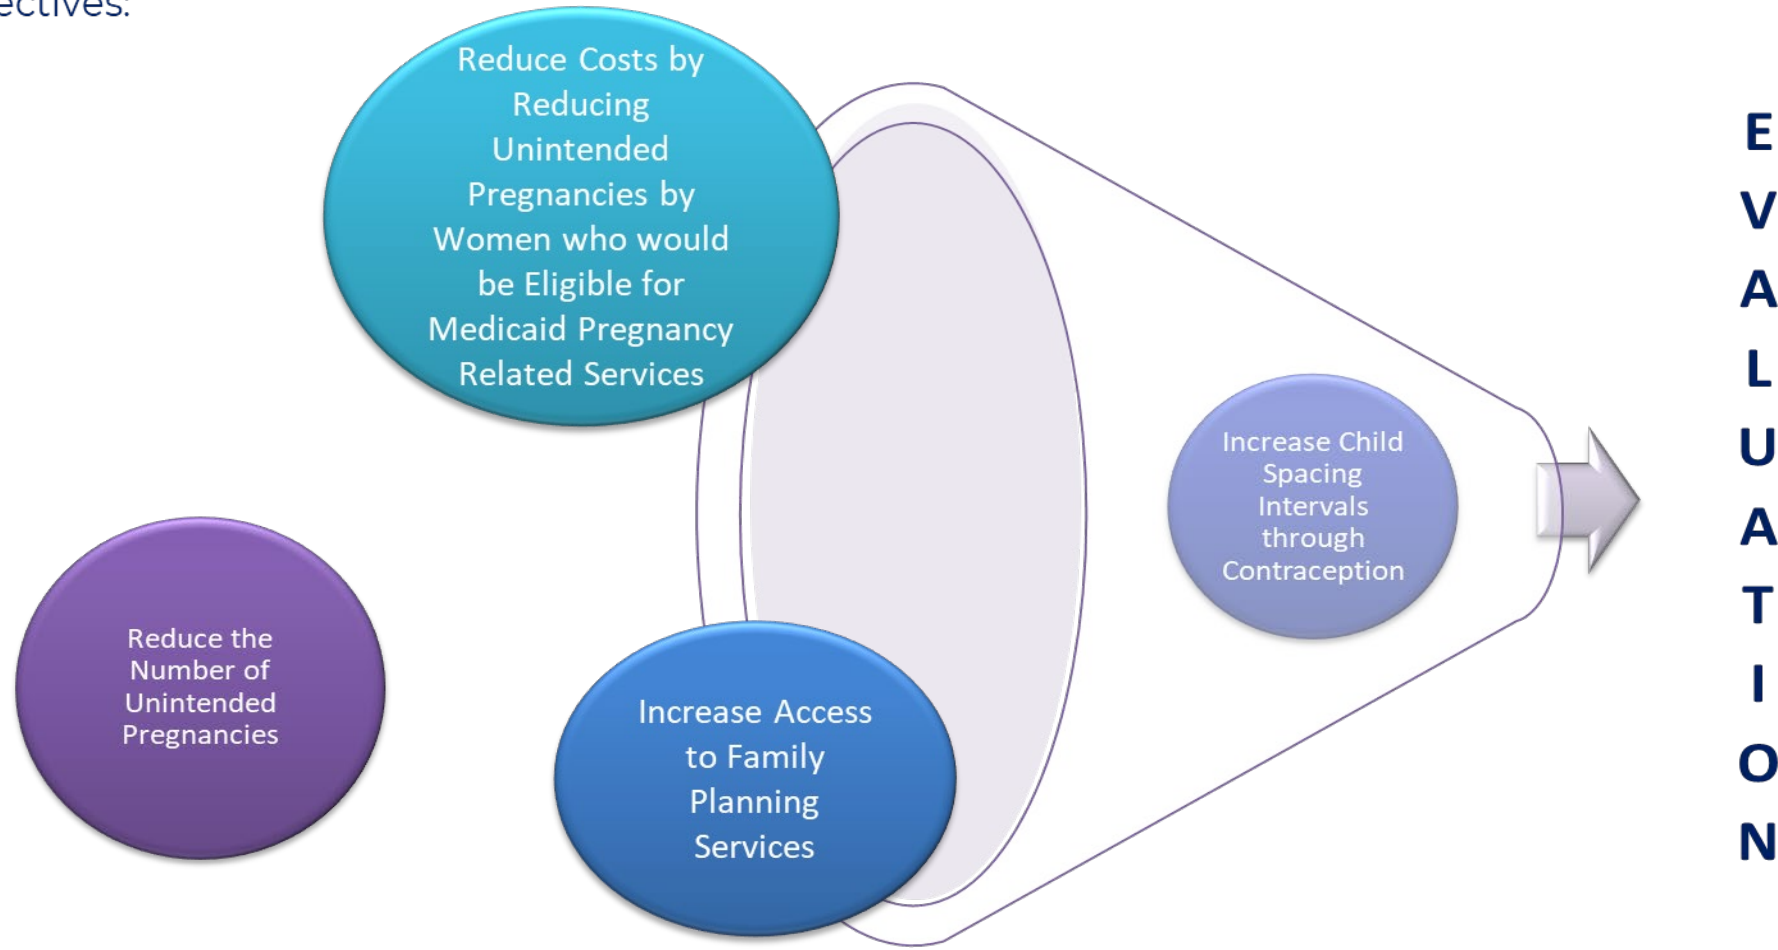 Reduce Costs by
Reducing
Unintended
Pregnancies by
Women who would
be Eligible for
Medicaid Pregnancy
Related Services
Reduce the
Number of
Unintended
Pregnancies
Increase Access
to Family
Planning
Services
Increase Child
Spacing
Intervals
through
Contraception
E
V
A
L
U
A
T
I
O
N